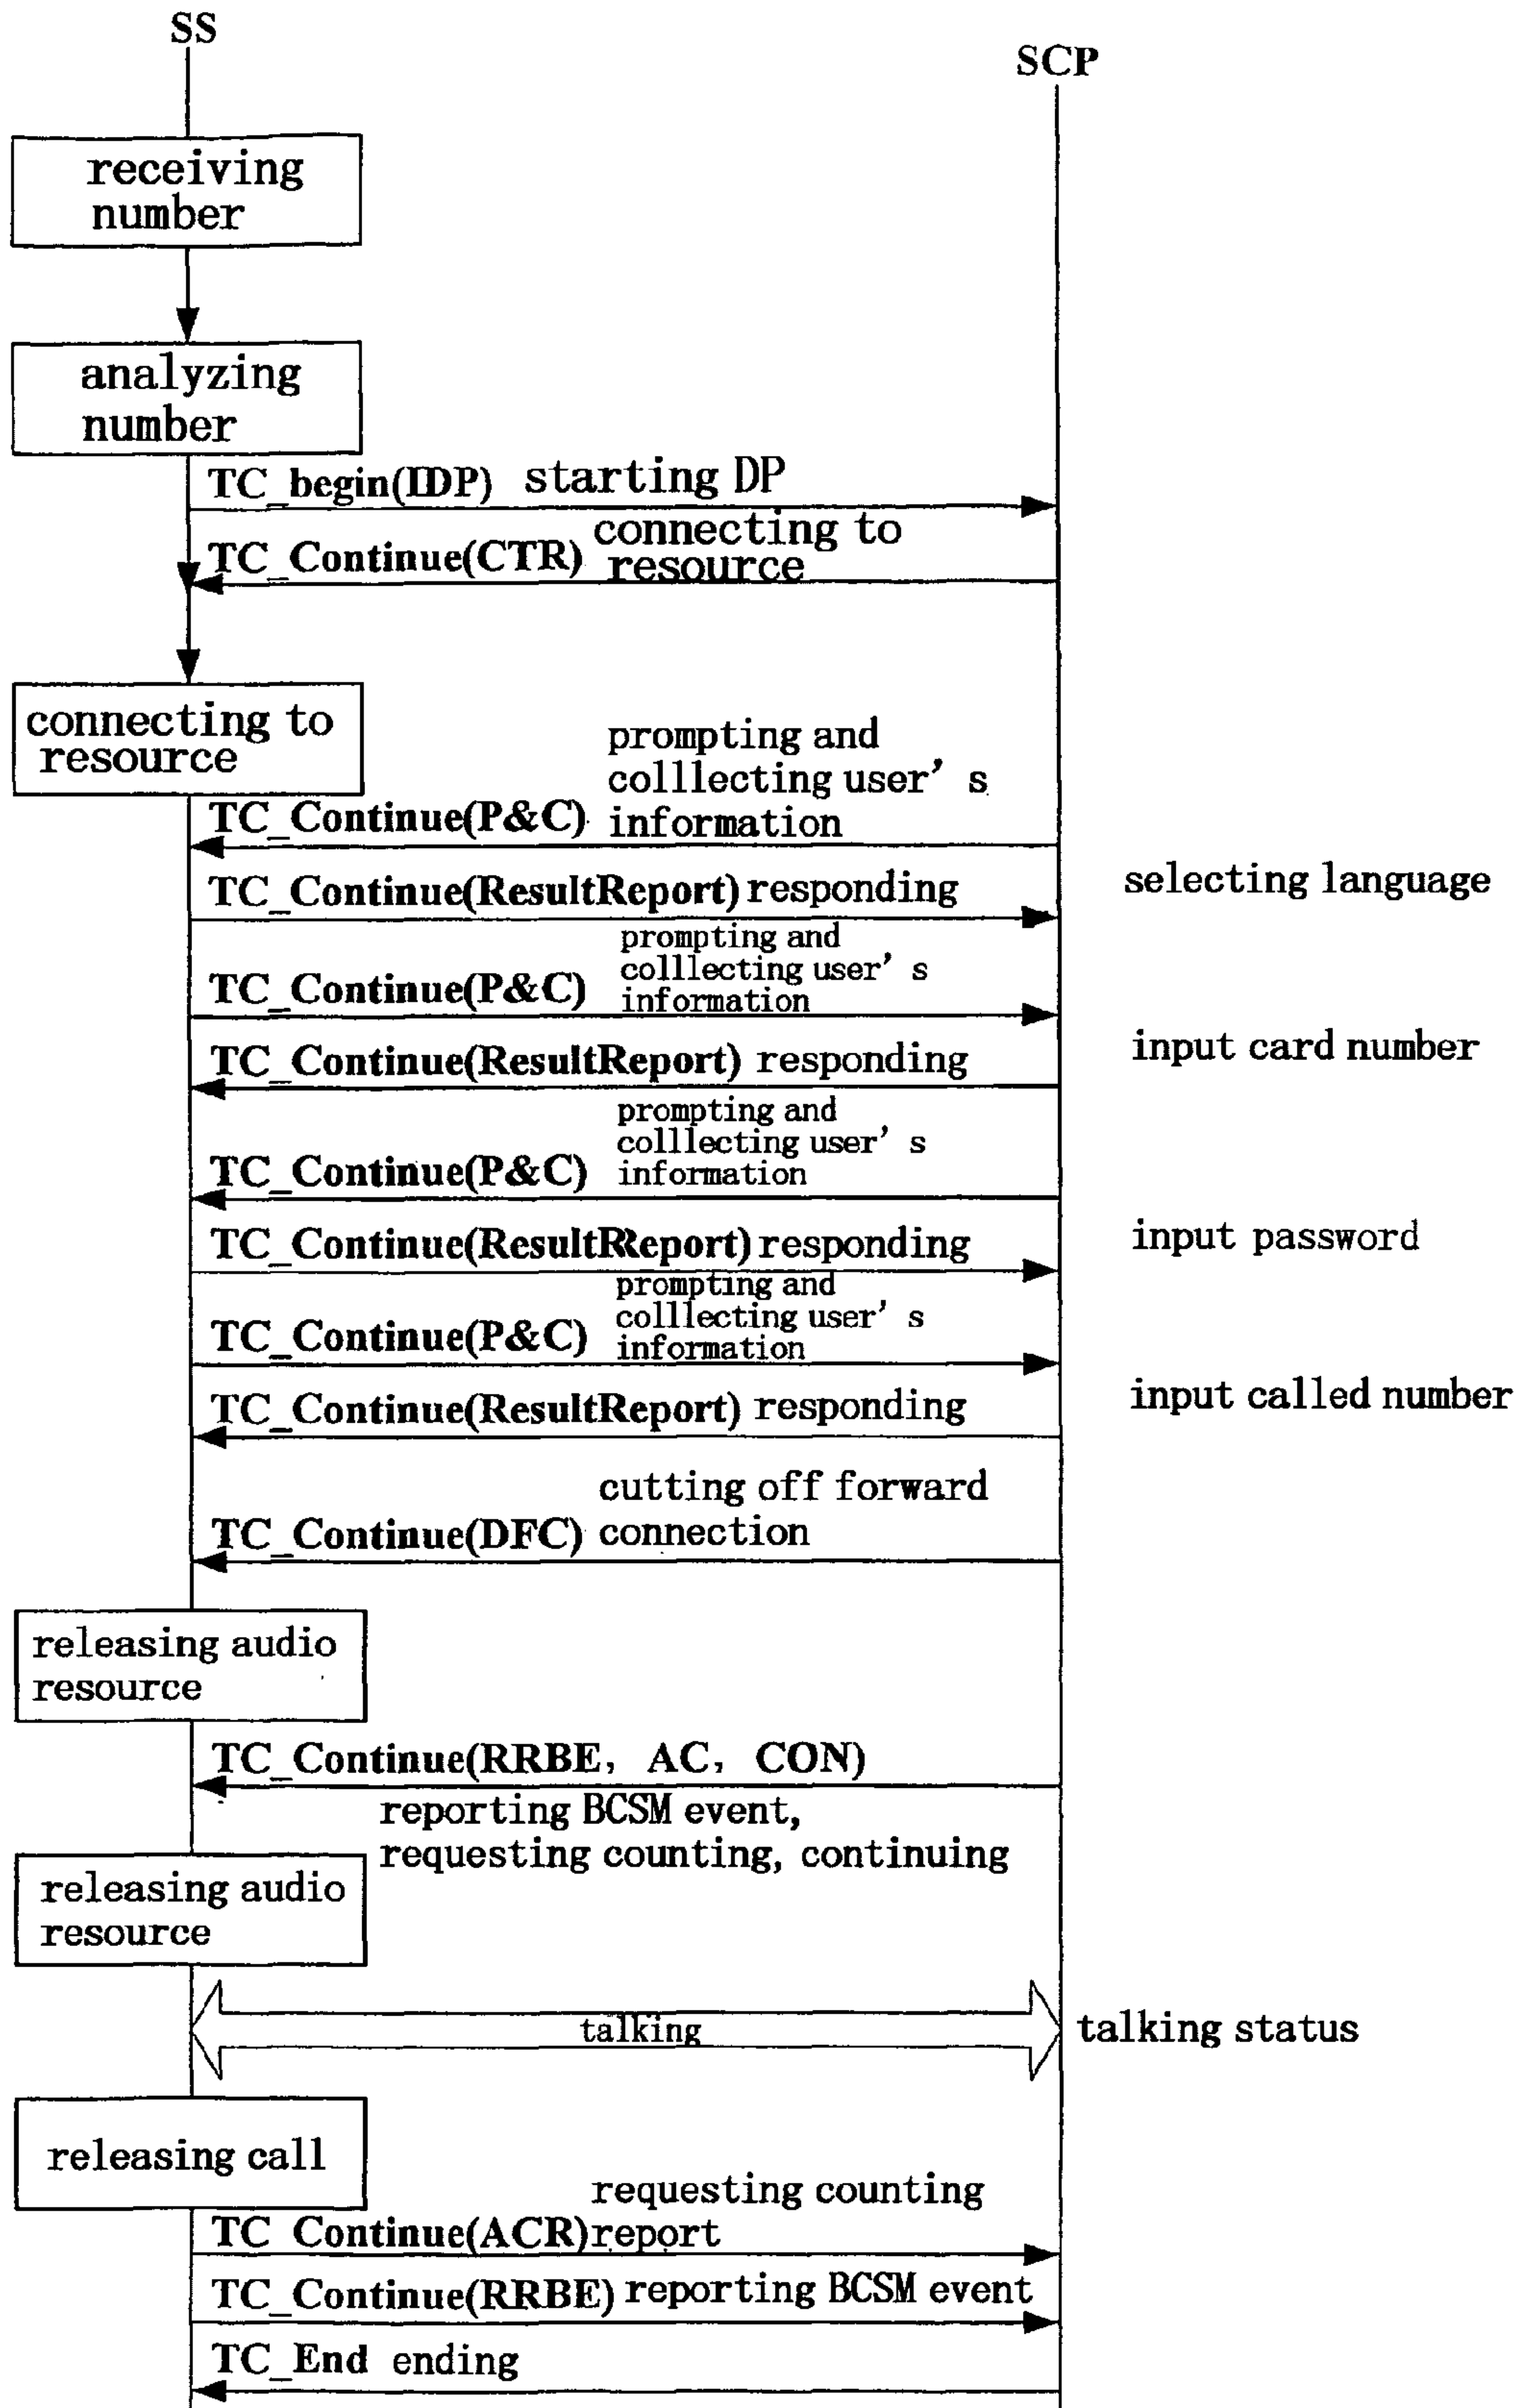 SS
SCP
receiving
number
analyzing
number
TC_begin(IDP) starting DP
connecting to
TC_Continue(CTR) resource
connecting to
resource
prompting and
colllecting user's
TC_Continue(P&C) information
TC_Continue(ResultReport) responding
selecting language
prompting and
colllecting user's
TC_Continue(P&C) information
input card number
TC_Continue(ResultReport) responding
prompting and
colllecting user's
TC_Continue(P&C) information
TC_Continue(ResultRReport) responding
input password
prompting and
colllecting user's
TC_Continue(P&C) information
TC_Continue(ResultReport) responding
input called number
cutting off forward
TC_Continue(DFC) connection
releasing audio
resource
TC_Continue(RRBE, AC, CON)
reporting BCSM event,
requesting counting, continuing
releasing audio
resource
talking
talking status
releasing call
requesting counting
TC_Continue(ACR) report
TC_Continue(RRBE) reporting BCSM event
TC_End ending